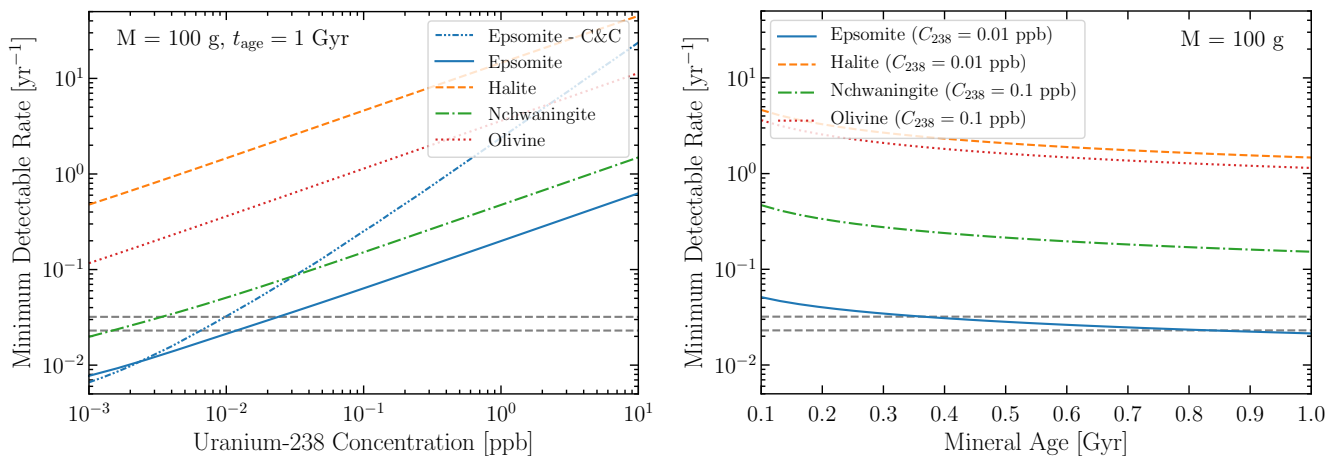 M = 100 g, t_age = 1 Gyr
Epsomite - C&C
Epsomite
Halite
Nchwaningite
Olivine
Minimum Detectable Rate [yr⁻¹]
10¹
10⁰
10⁻¹
10⁻²
10⁻³
10⁻²
10⁻¹
10⁰
10¹
Uranium-238 Concentration [ppb]
Epsomite (C₂₃₈ = 0.01 ppb)
Halite (C₂₃₈ = 0.01 ppb)
Nchwaningite (C₂₃₈ = 0.1 ppb)
Olivine (C₂₃₈ = 0.1 ppb)
M = 100 g
Minimum Detectable Rate [yr⁻¹]
10¹
10⁰
10⁻¹
10⁻²
0.1 0.2 0.3 0.4 0.5 0.6 0.7 0.8 0.9 1.0
Mineral Age [Gyr]